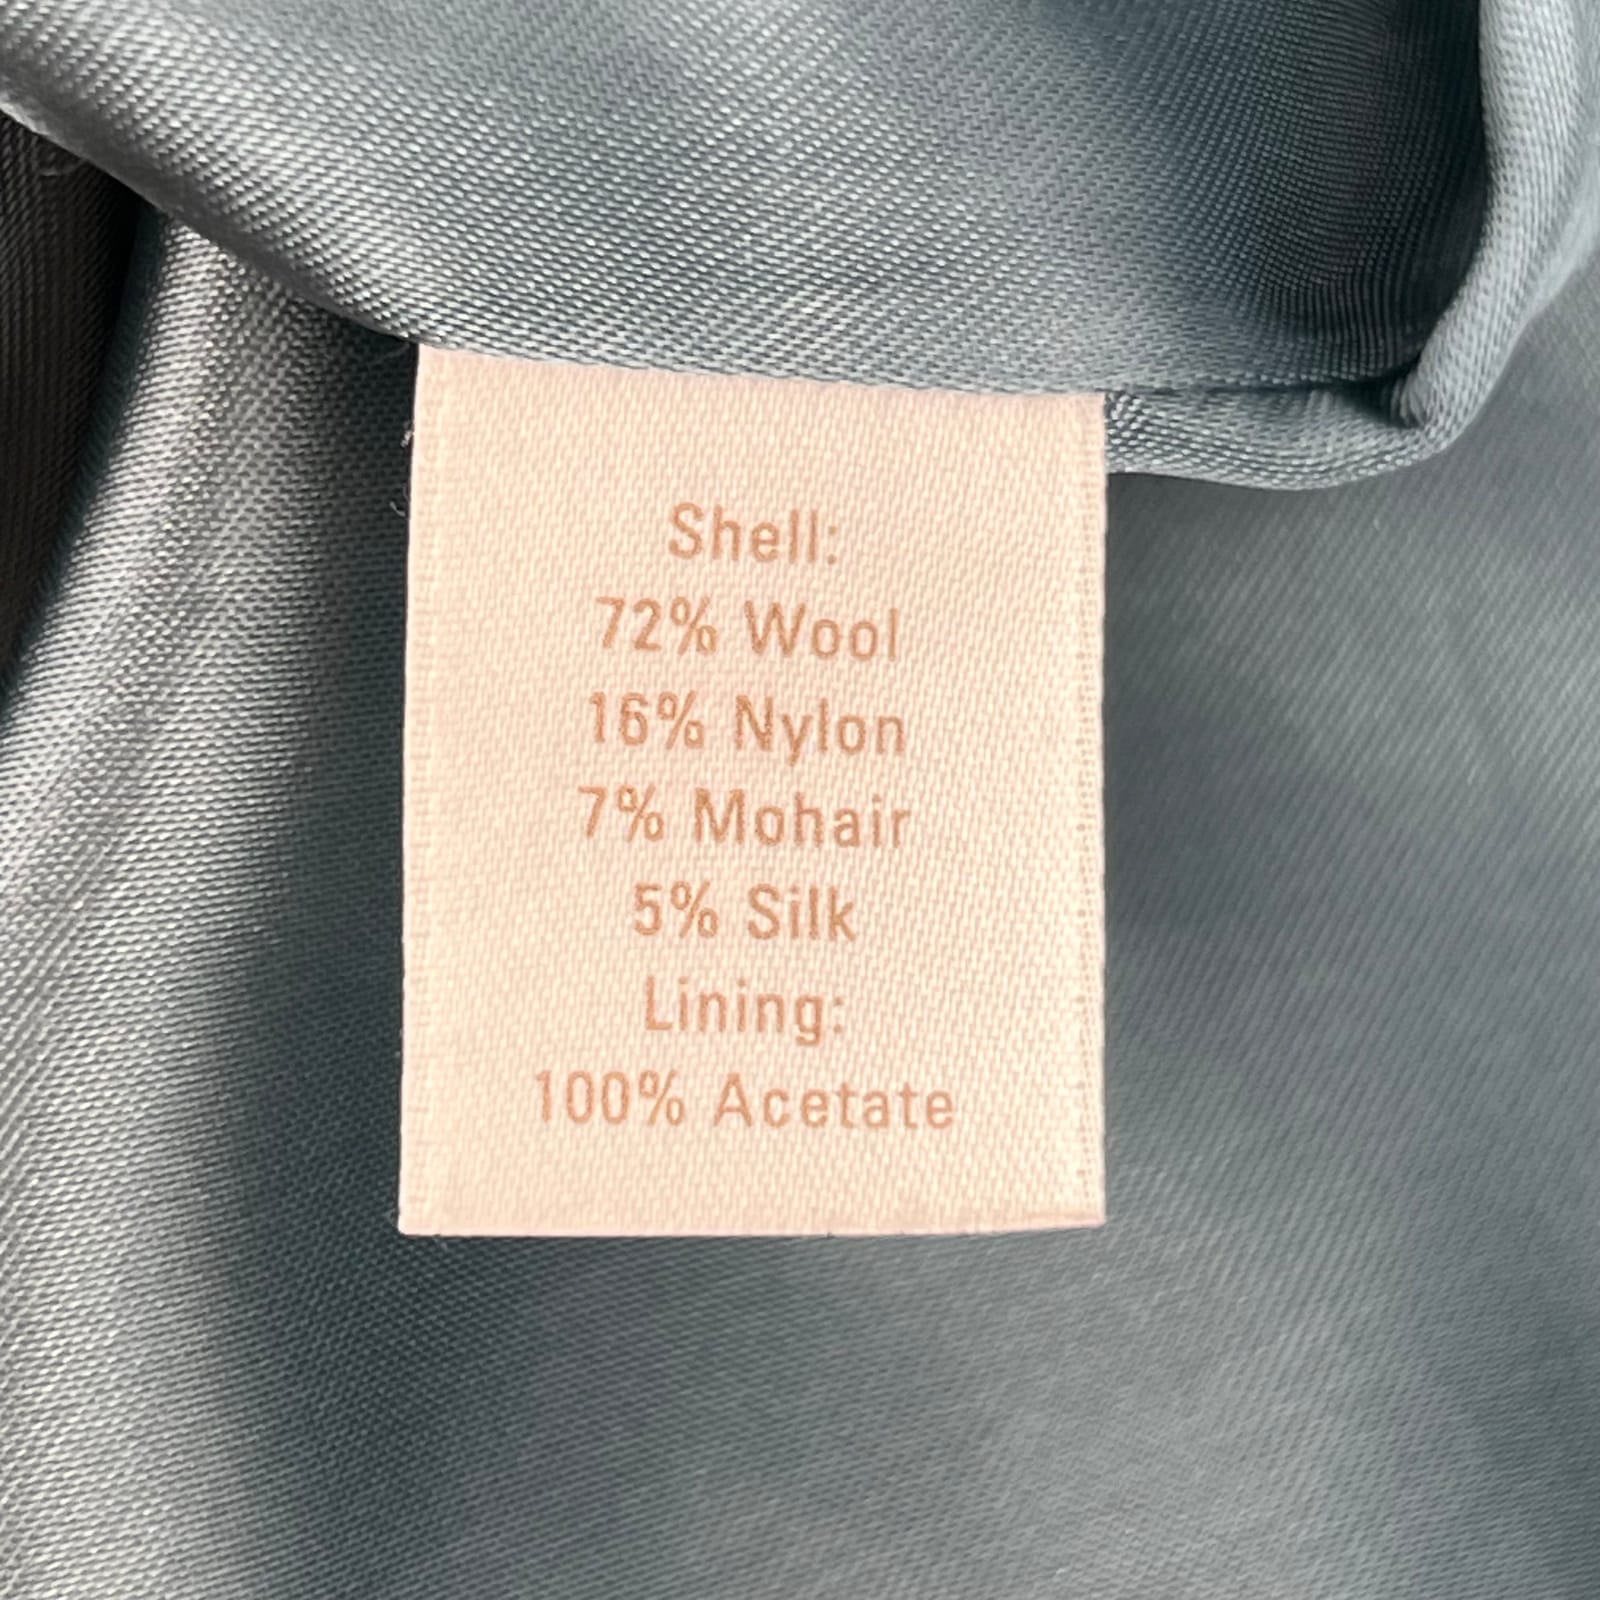 Shell:
72% Wool
16% Nylon
7% Mohair
5% Silk
Lining:
100% Acetate